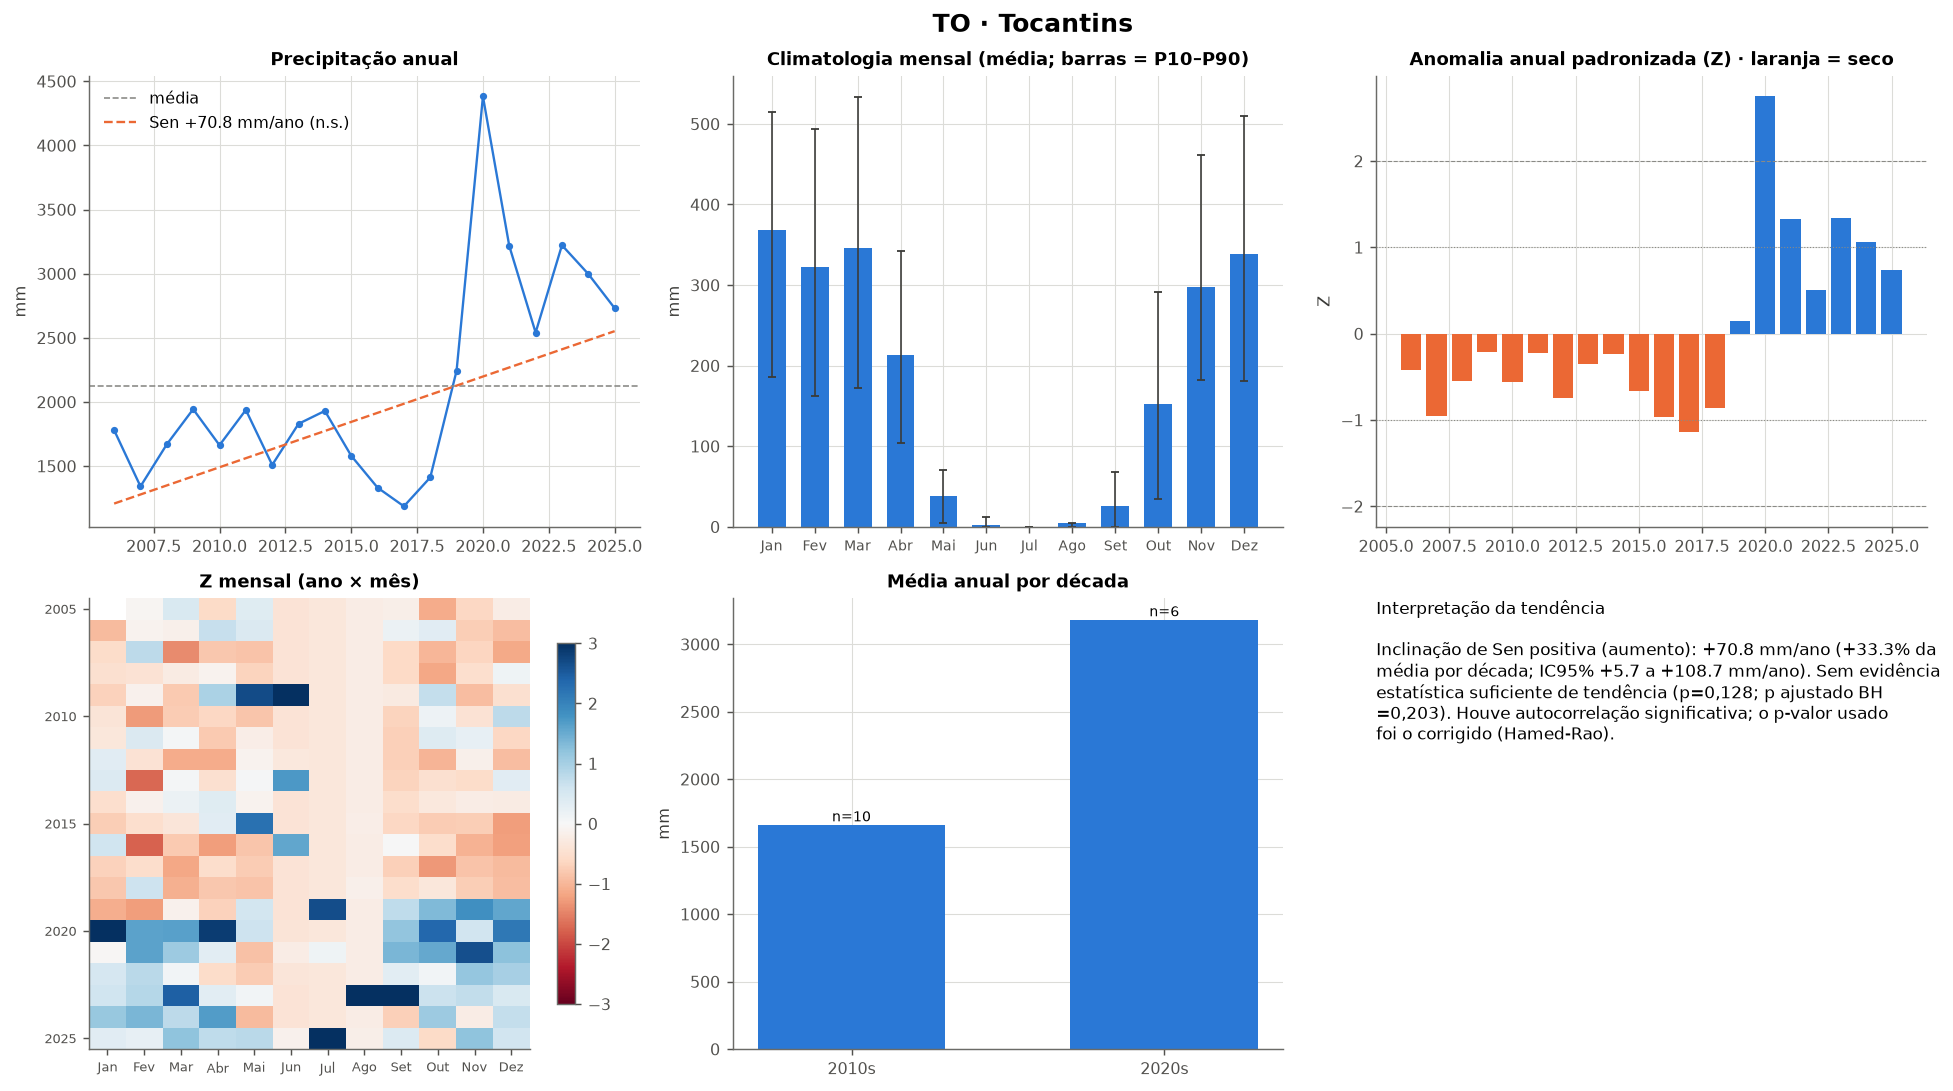 TO · Tocantins
Precipitação anual
mm
4500
4000
3500
3000
2500
2000
1500
média
Sen +70.8 mm/ano (n.s.)
2007.5 2010.0 2012.5 2015.0 2017.5 2020.0 2022.5 2025.0
Climatologia mensal (média; barras = P10–P90)
mm
500
400
300
200
100
0
Jan Fev Mar Abr Mai Jun Jul Ago Set Out Nov Dez
Anomalia anual padronizada (Z) · laranja = seco
Z
2
1
0
−1
−2
2005.0 2007.5 2010.0 2012.5 2015.0 2017.5 2020.0 2022.5 2025.0
Z mensal (ano × mês)
2005
2010
2015
2020
2025
Jan Fev Mar Abr Mai Jun Jul Ago Set Out Nov Dez
3
2
1
0
−1
−2
−3
Média anual por década
mm
3000
2500
2000
1500
1000
500
0
n=10
n=6
2010s 2020s
Interpretação da tendência
Inclinação de Sen positiva (aumento): +70.8 mm/ano (+33.3% da
média por década; IC95% +5.7 a +108.7 mm/ano). Sem evidência
estatística suficiente de tendência (p=0,128; p ajustado BH
=0,203). Houve autocorrelação significativa; o p-valor usado
foi o corrigido (Hamed-Rao).